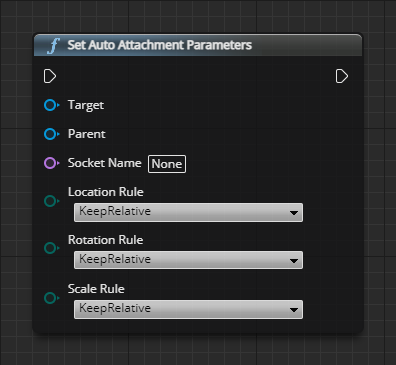 Set Auto Attachment Parameters
Target
Parent
Socket Name None
Location Rule
KeepRelative
Rotation Rule
KeepRelative
Scale Rule
KeepRelative